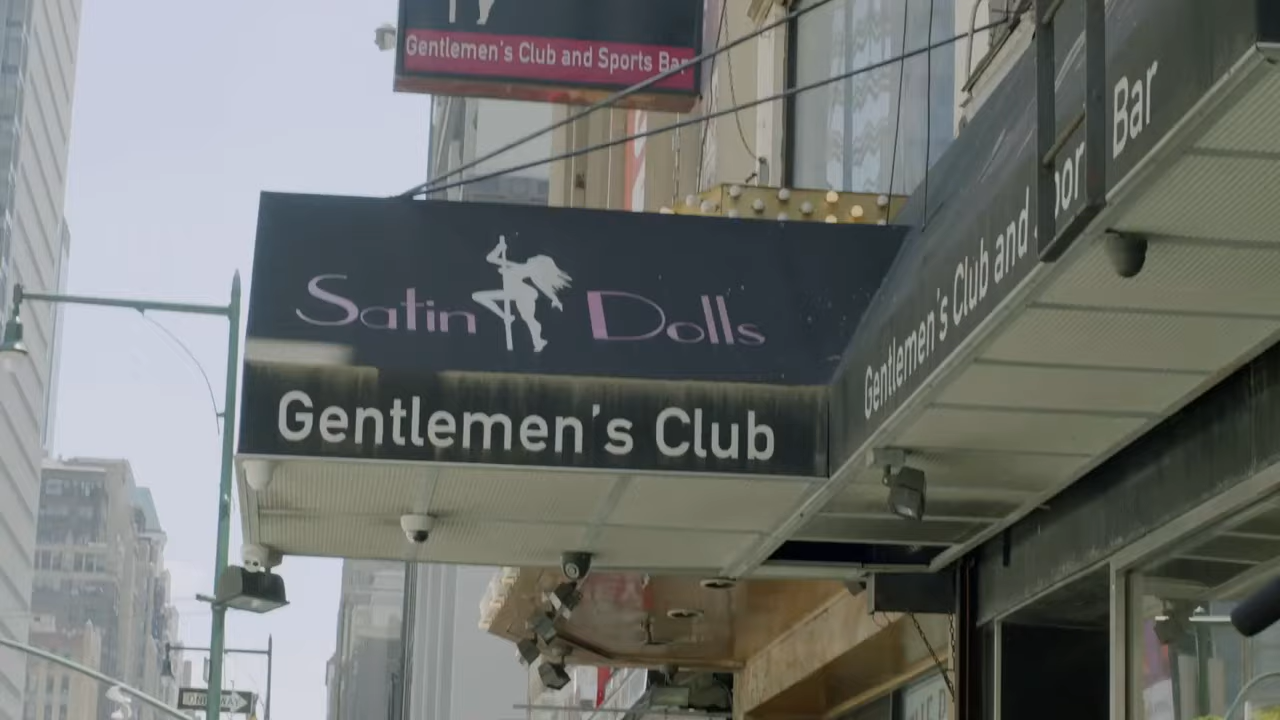 Gentlemen's Club and Sports Bar
Satin Dolls
Gentlemen's Club
Gentlemen's Club and
Bar